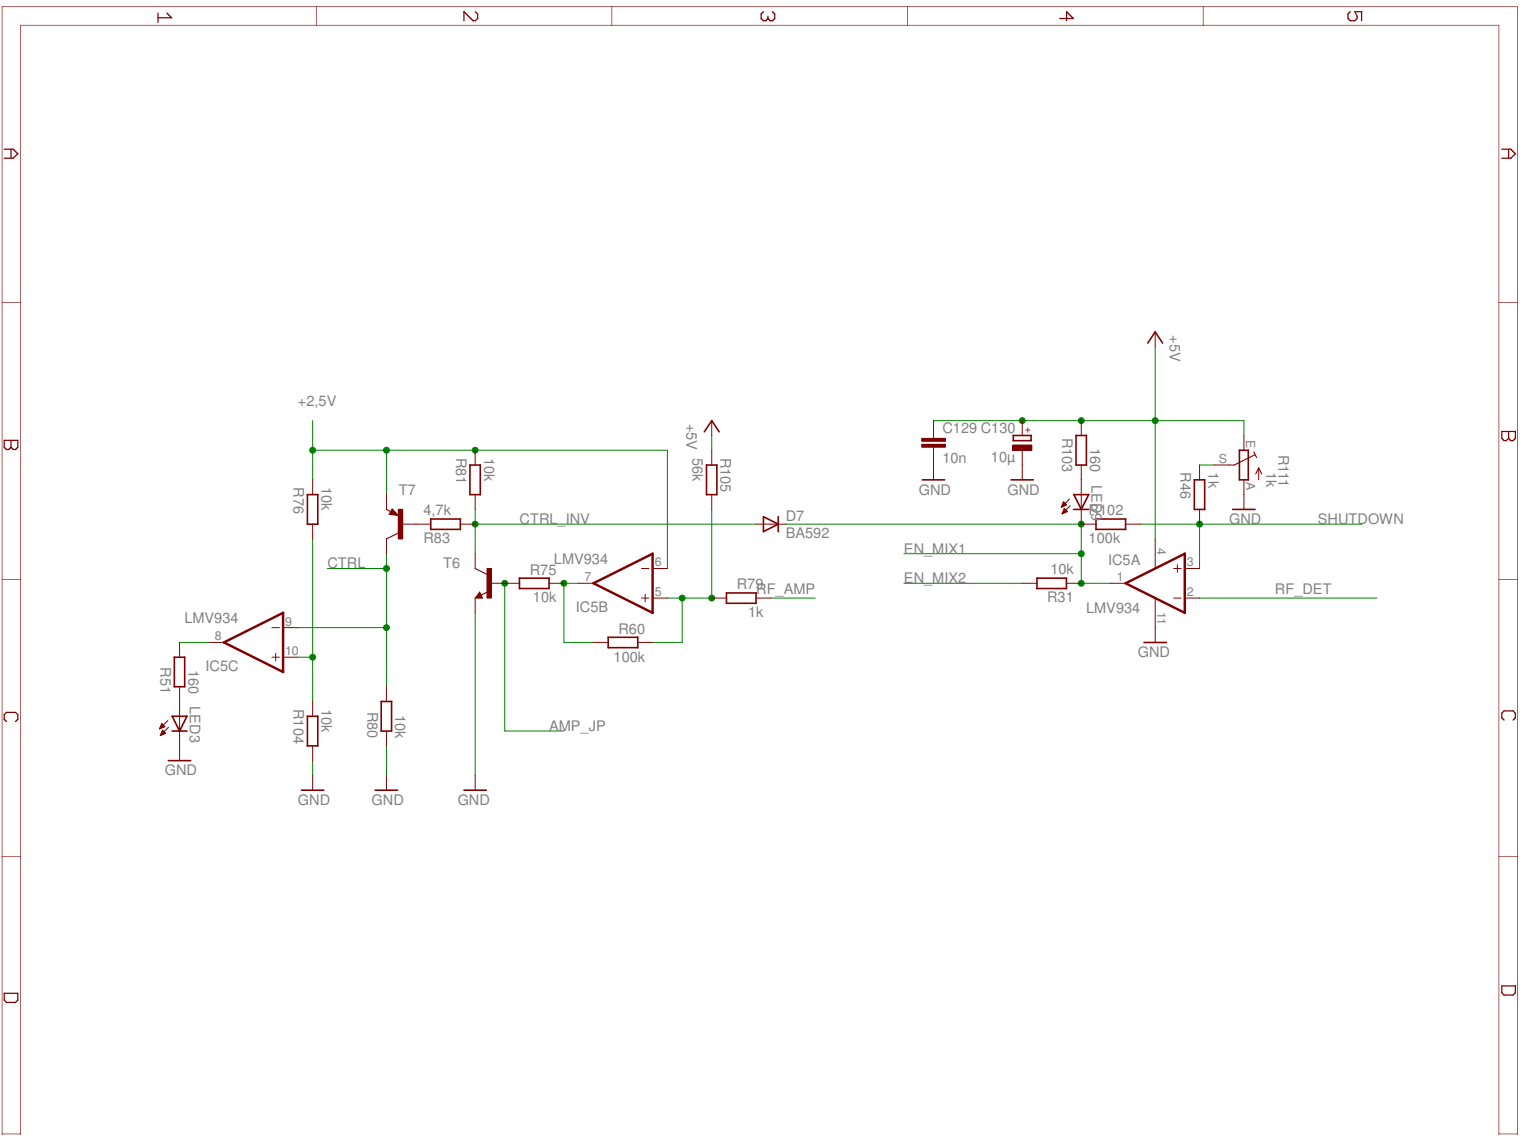 1
2
3
4
5
A
A
+5V
+2,5V
B
B
+5V
56k
R105
C129
C130
+
10n
10µ
GND
GND
R103
160
R46
1k
E
S
A
R111
1k
GND
R76
10k
T7
R81
10k
4,7k
R83
CTRL_INV
D7
BA592
100k
SHUTDOWN
CTRL
T6
LMV934
R75
10k
7
6
5
IC5B
R79
1k
RF_AMP
R60
100k
EN_MIX1
EN_MIX2
10k
R31
IC5A
LMV934
1
4
3
2
11
GND
RF_DET
LMV934
8
9
10
IC5C
R51
160
LED3
GND
R104
10k
R80
10k
AMP_JP
GND
GND
GND
C
C
D
D